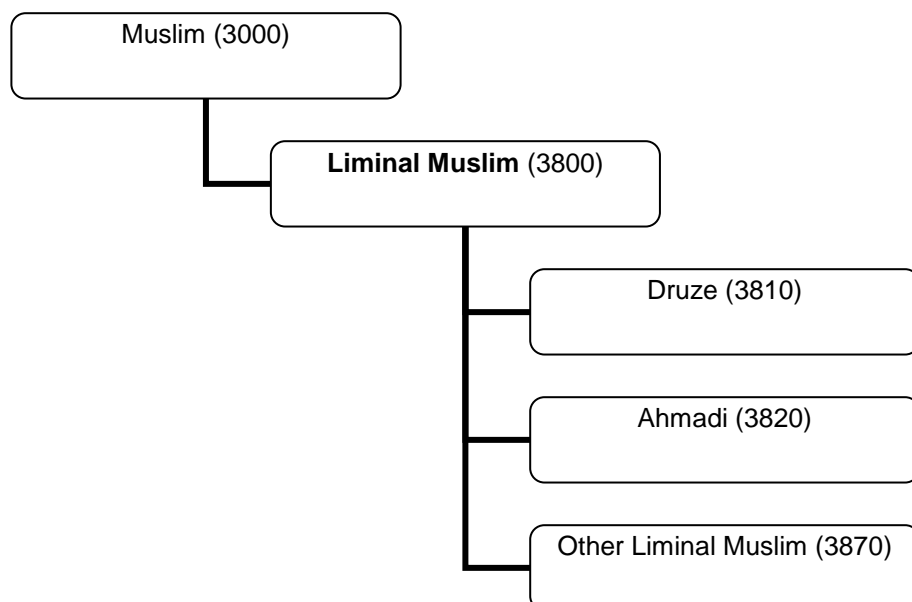 Muslim (3000)
Liminal Muslim (3800)
Druze (3810)
Ahmadi (3820)
Other Liminal Muslim (3870)